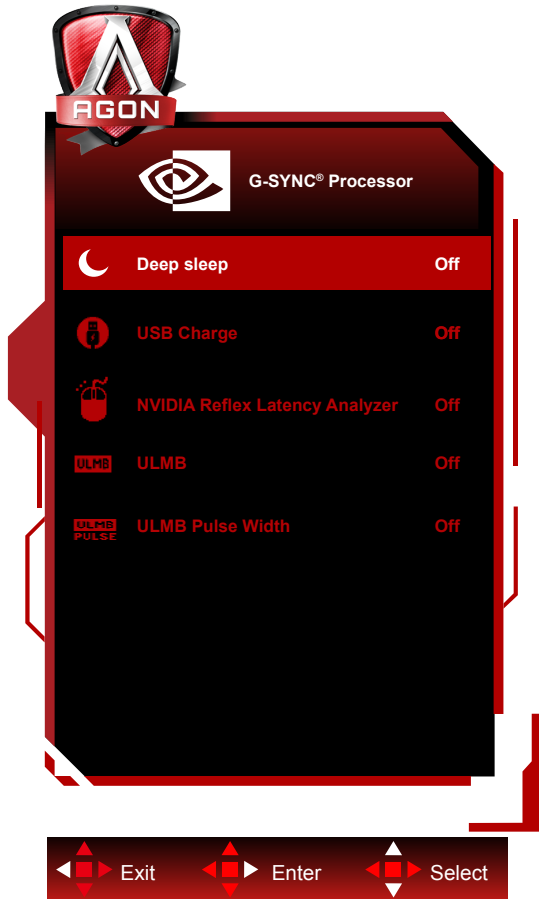 AGON
G-SYNC® Processor
Deep sleep Off
USB Charge Off
NVIDIA Reflex Latency Analyzer Off
ULMB ULMB Off
ULMB PULSE ULMB Pulse Width Off
Exit Enter Select